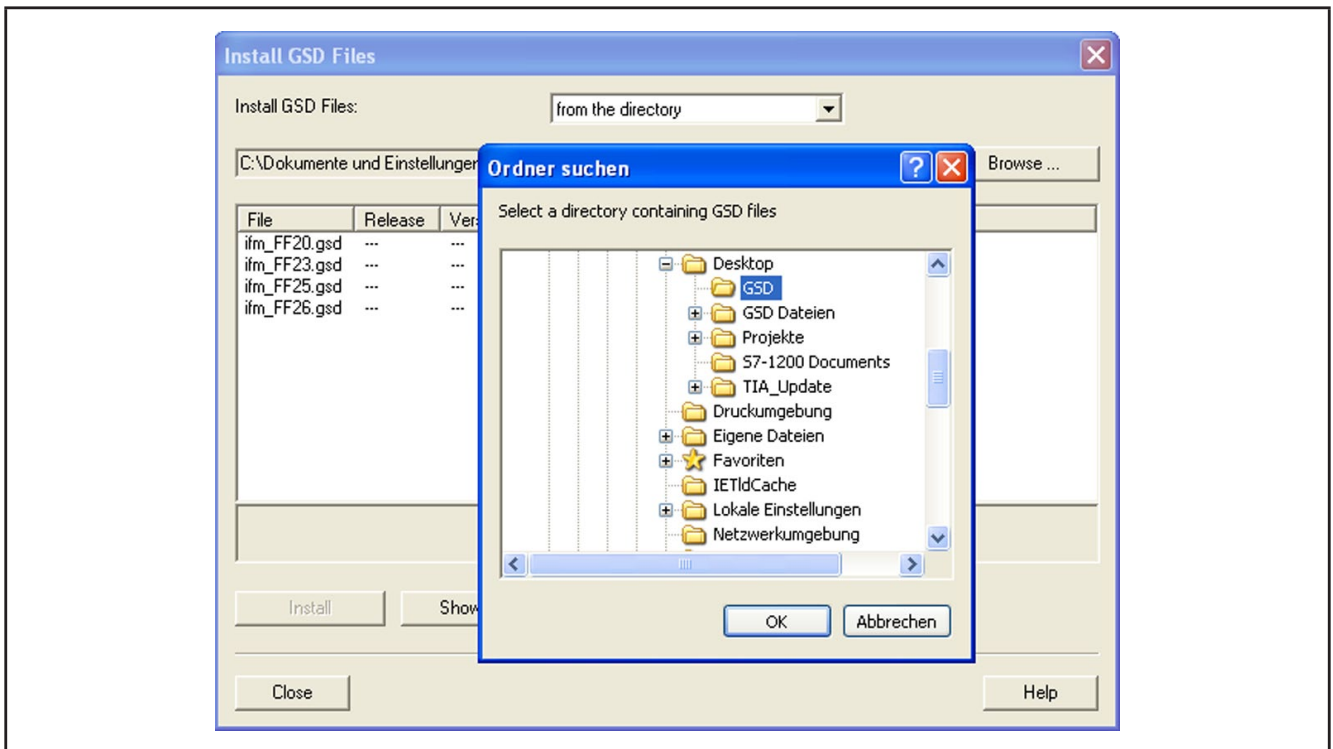 Install GSD Files
Install GSD Files:
from the directory
C:\Dokumente und Einstellungen
Browse ...
File Release Ver
ifm_FF20.gsd --- ---
ifm_FF23.gsd --- ---
ifm_FF25.gsd --- ---
ifm_FF26.gsd --- ---
Install
Show
Close
Help
Ordner suchen
Select a directory containing GSD files
Desktop
GSD
GSD Dateien
Projekte
S7-1200 Documents
TIA_Update
Druckumgebung
Eigene Dateien
Favoriten
IETldCache
Lokale Einstellungen
Netzwerkumgebung
OK
Abbrechen